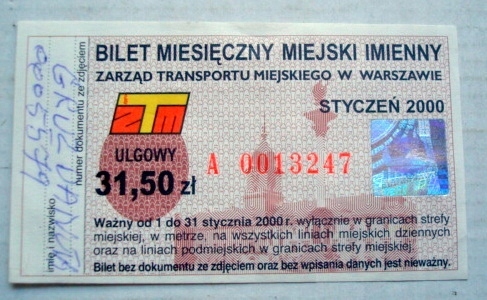 BILET MIESIĘCZNY MIEJSKI IMIENNY
ZARZĄD TRANSPORTU MIEJSKIEGO W WARSZAWIE
STYCZEŃ 2000
ZTM
ULGOWY
A 0013247
31,50 zł
Ważny od 1 do 31 stycznia 2000 r. wyłącznie w granicach strefy
miejskiej, w metrze, na wszystkich liniach miejskich dziennych
oraz na liniach podmiejskich w granicach strefy miejskiej.
Bilet bez dokumentu ze zdjęciem oraz bez wpisania danych jest nieważny.
imię i nazwisko
numer dokumentu ze zdjęciem